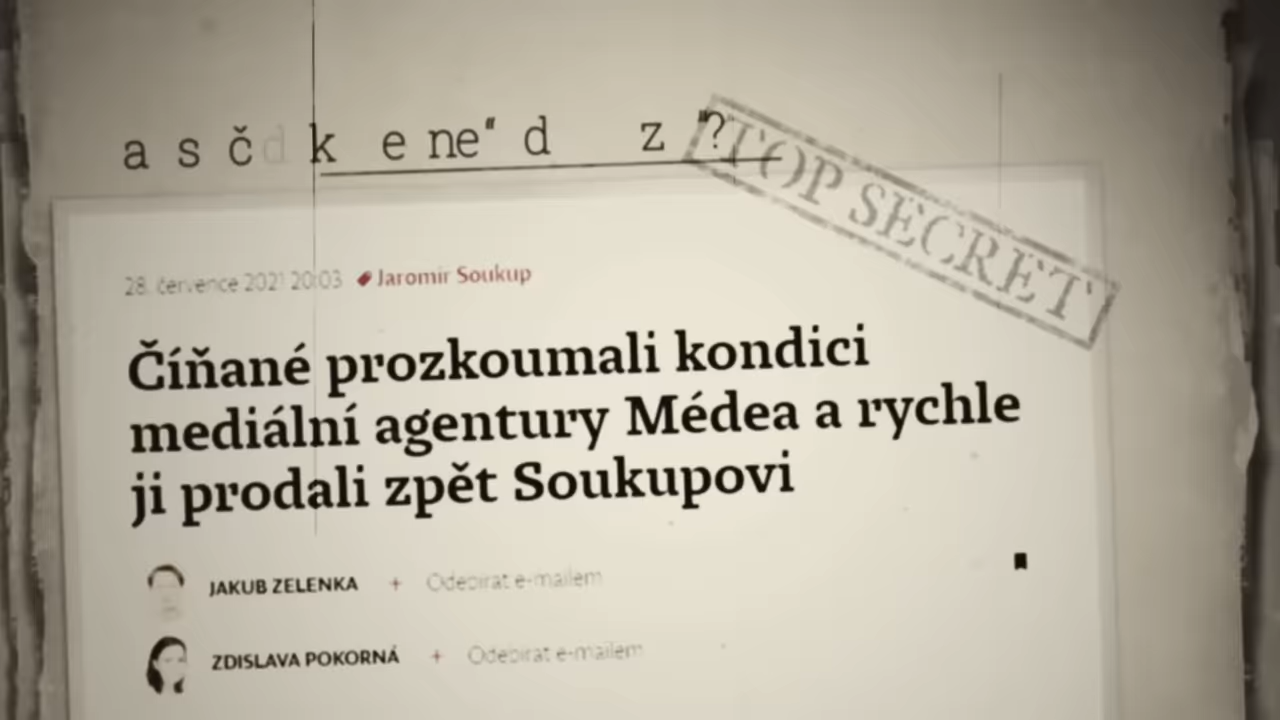 a s č d k e ne“ d z ?
TOP SECRET
28. července 2021 20:03 Jaromír Soukup
Číňané prozkoumali kondici
mediální agentury Médea a rychle
ji prodali zpět Soukupovi
JAKUB ZELENKA + Odebírat e-mailem
ZDISLAVA POKORNÁ + Odebírat e-mailem